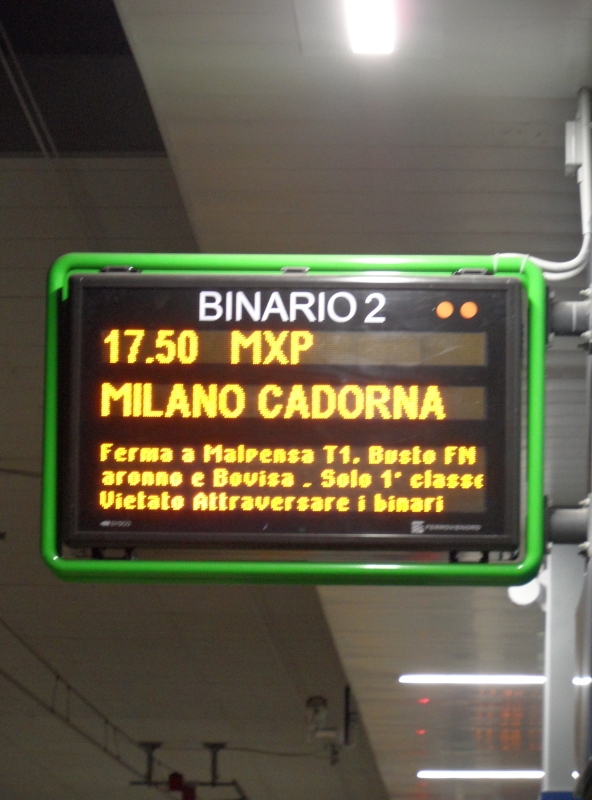 BINARIO 2
17.50 MXP
MILANO CADORNA
Ferma a Malpensa T1, Busto FN
aronno e Bovisa . Solo 1° classe
Vietato Attraversare i binari
FERROVIENORD